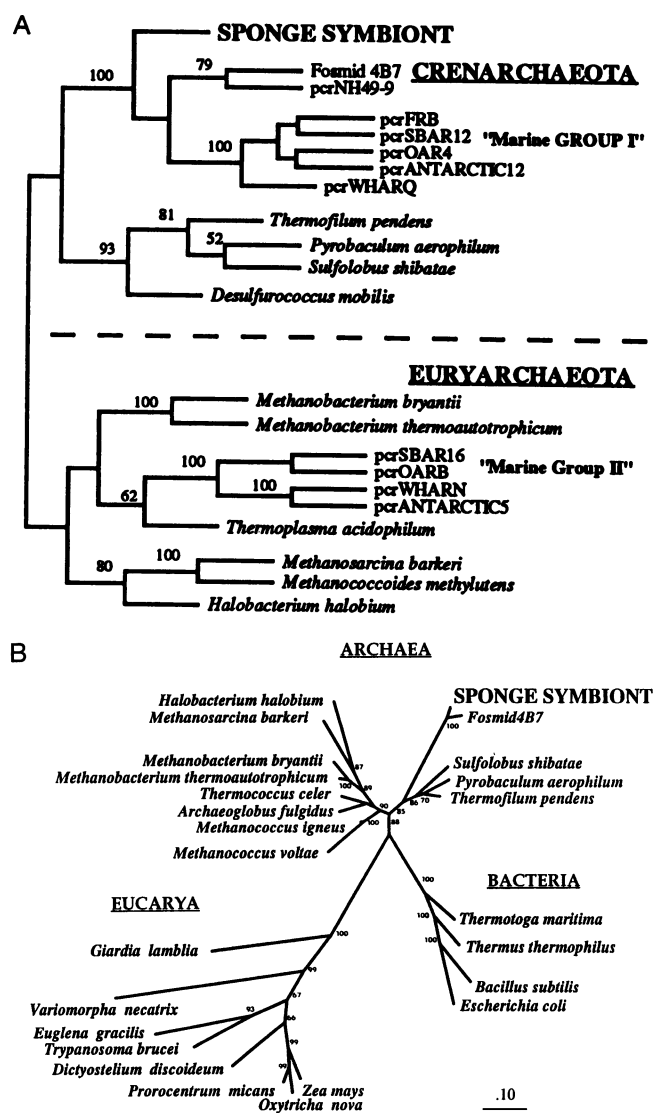 A
SPONGE SYMBIONT
100
79
Fosmid 4B7
CRENARCHAEOTA
pcrNH49-9
pcrFRB
100
pcrSBAR12
"Marine GROUP I"
pcrOAR4
pcrANTARCTIC12
pcrWHARQ
81
Thermofilum pendens
93
52
Pyrobaculum aerophilum
Sulfolobus shibatae
Desulfurococcus mobilis
EURYARCHAEOTA
100
Methanobacterium bryantii
Methanobacterium thermoautotrophicum
100
pcrSBAR16
pcrOARB
"Marine Group II"
62
100
pcrWHARN
pcrANTARCTIC5
Thermoplasma acidophilum
80
100
Methanosarcina barkeri
Methanococcoides methylutens
Halobacterium halobium
B
ARCHAEA
Halobacterium halobium
Methanosarcina barkeri
SPONGE SYMBIONT
Fosmid4B7
100
Methanobacterium bryantii
87
Methanobacterium thermoautotrophicum
100
89
Thermococcus celer
Archaeoglobus fulgidus
90
Methanococcus igneus
100
Methanococcus voltae
Sulfolobus shibatae
Pyrobaculum aerophilum
Thermofilum pendens
86
70
85
88
EUCARYA
BACTERIA
100
Thermotoga maritima
100
Thermus thermophilus
100
Bacillus subtilis
Escherichia coli
100
Giardia lamblia
99
Variomorpha necatrix
67
Euglena gracilis
93
Trypanosoma brucei
66
Dictyostelium discoideum
99
99
Prorocentrum micans
Zea mays
Oxytricha nova
.10